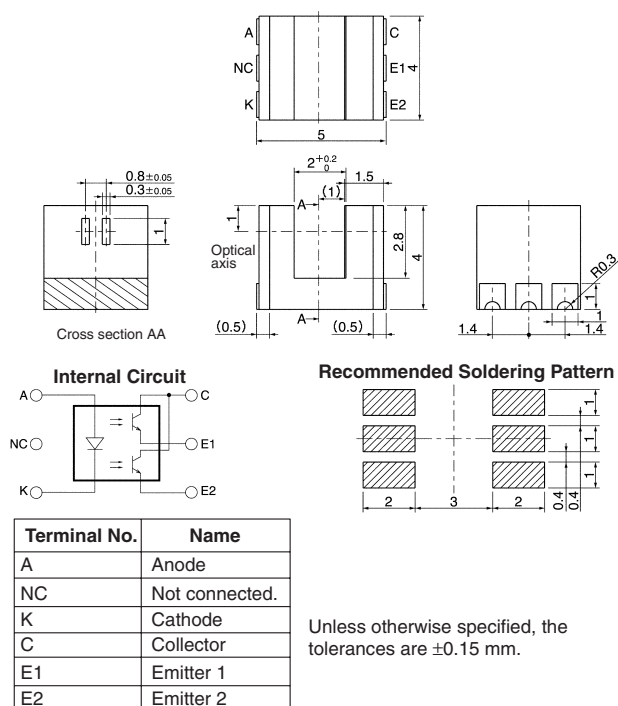 A
C
NC
E1
4
K
E2
5
0.8±0.05
0.3±0.05
1
Cross section AA
2 +0.2 0
1.5
(1)
A
1
Optical
axis
2.8
4
A
(0.5)
(0.5)
R0.3
1
1
1.4
1.4
Internal Circuit
A
C
NC
E1
K
E2
Recommended Soldering Pattern
1
1
1
2
3
2
0.4
0.4
Terminal No. Name
A Anode
NC Not connected.
K Cathode
C Collector
E1 Emitter 1
E2 Emitter 2
Unless otherwise specified, the
tolerances are ±0.15 mm.